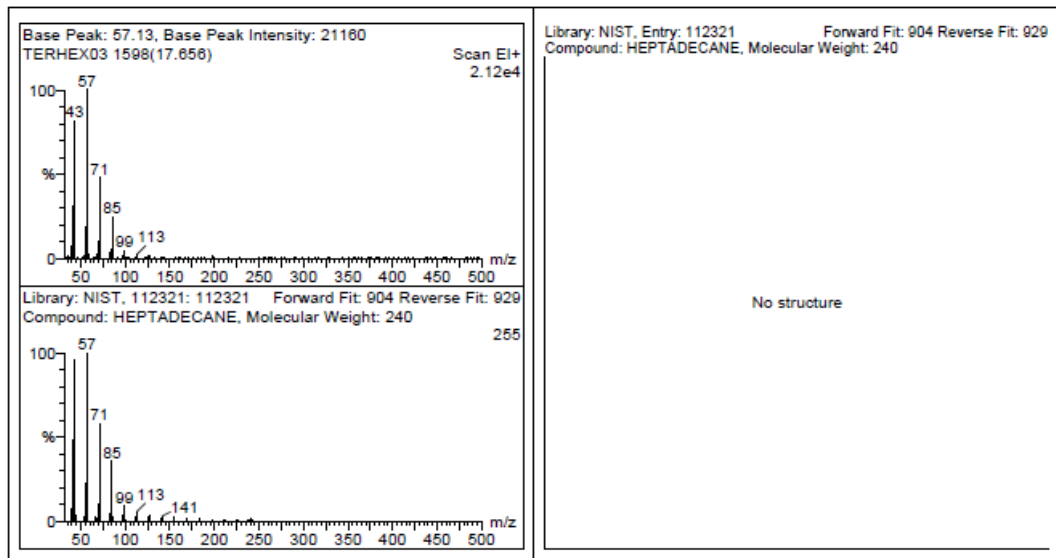 Base Peak: 57.13, Base Peak Intensity: 21160
TERHEX03 1598(17.656)
Scan EI+
2.12e4
100
%
0
43
57
71
85
99
113
50 100 150 200 250 300 350 400 450 500
m/z
Library: NIST, 112321: 112321 Forward Fit: 904 Reverse Fit: 929
Compound: HEPTADECANE, Molecular Weight: 240
255
100
%
0
57
71
85
99
113
141
50 100 150 200 250 300 350 400 450 500
m/z
Library: NIST, Entry: 112321 Forward Fit: 904 Reverse Fit: 929
Compound: HEPTADECANE, Molecular Weight: 240
No structure